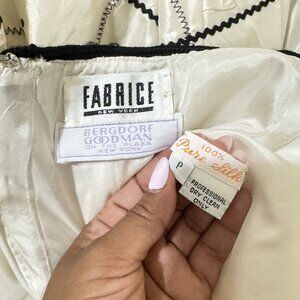 FABRICE
NEW YORK
BERGDORF
GOODMAN
ON THE PLAZA
NEW YORK
100%
Pure Silk
P
PROFESSIONAL
DRY CLEAN
ONLY